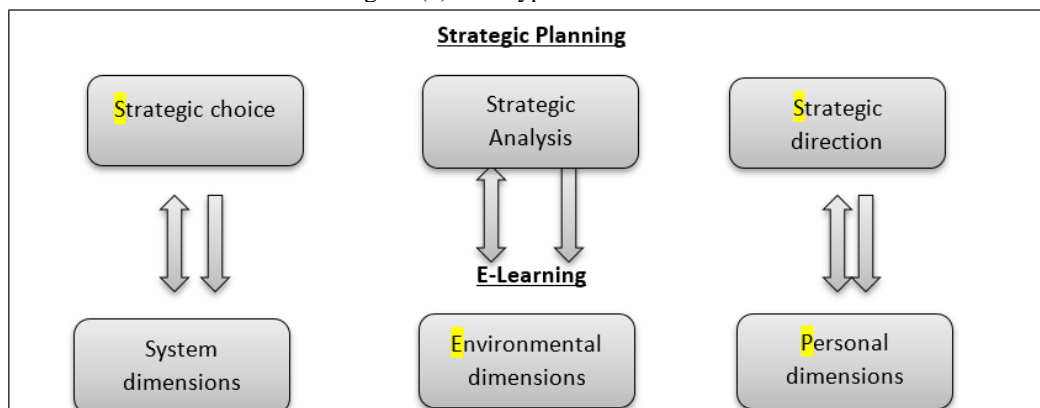 Strategic Planning
Strategic choice
Strategic
Analysis
Strategic
direction
E-Learning
System
dimensions
Environmental
dimensions
Personal
dimensions